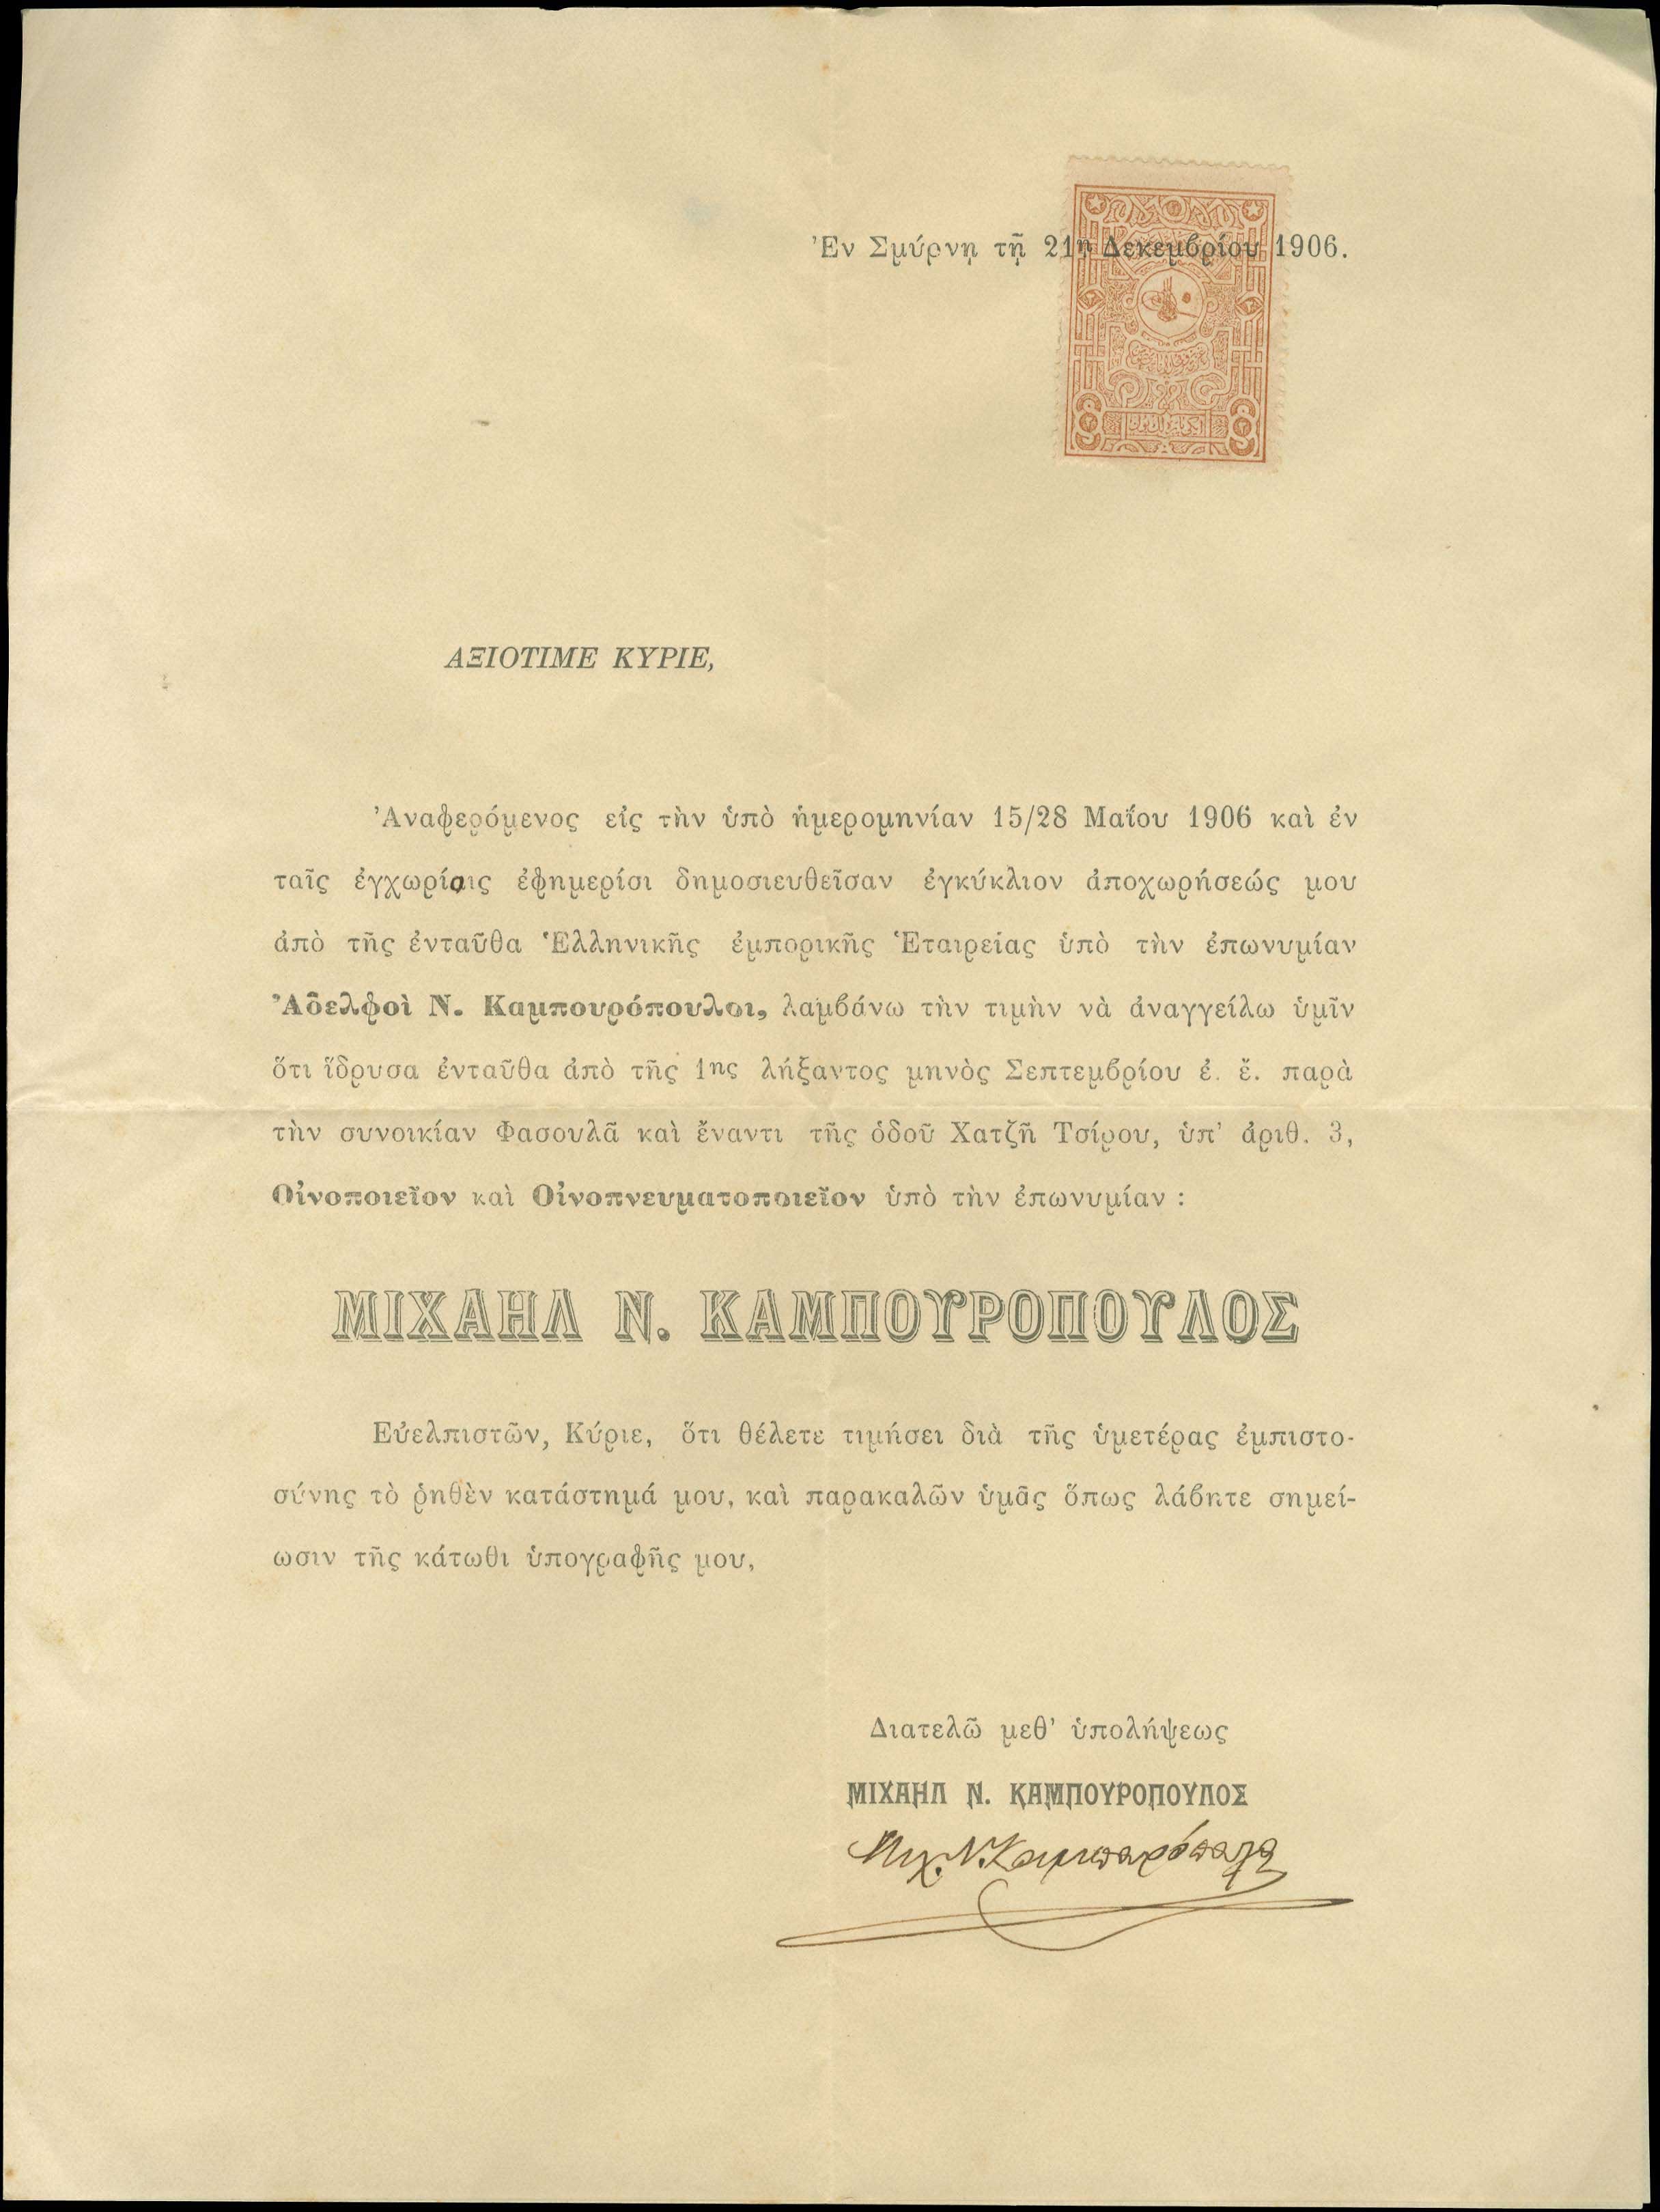 Ἐν Σμύρνῃ τῇ 21ῃ Δεκεμβρίου 1906.
ΑΞΙΟΤΙΜΕ ΚΥΡΙΕ,
Ἀναφερόμενος εἰς τὴν ὑπὸ ἡμερομηνίαν 15/28 Μαΐου 1906 καὶ ἐν
ταῖς ἐγχωρίοις ἐφημερίσι δημοσιευθεῖσαν ἐγκύκλιον ἀποχωρήσεώς μου
ἀπὸ τῆς ἐνταῦθα Ἑλληνικῆς ἐμπορικῆς Ἑταιρείας ὑπὸ τὴν ἐπωνυμίαν
Ἀδελφοὶ Ν. Καμπουρόπουλοι, λαμβάνω τὴν τιμὴν νὰ ἀναγγείλω ὑμῖν
ὅτι ἵδρυσα ἐνταῦθα ἀπὸ τῆς 1ης λήξαντος μηνὸς Σεπτεμβρίου ἐ. ἔ. παρὰ
τὴν συνοικίαν Φασουλᾶ καὶ ἔναντι τῆς ὁδοῦ Χατζῆ Τσίρου, ὑπ' ἀριθ. 3,
Οἰνοποιεῖον καὶ Οἰνοπνευματοποιεῖον ὑπὸ τὴν ἐπωνυμίαν :
ΜΙΧΑΗΛ Ν. ΚΑΜΠΟΥΡΟΠΟΥΛΟΣ
Εὐελπιστῶν, Κύριε, ὅτι θέλετε τιμήσει διὰ τῆς ὑμετέρας ἐμπιστο-
σύνης τὸ ῥηθὲν κατάστημά μου, καὶ παρακαλῶν ὑμᾶς ὅπως λάβητε σημεί-
ωσιν τῆς κάτωθι ὑπογραφῆς μου,
Διατελῶ μεθ' ὑπολήψεως
ΜΙΧΑΗΛ Ν. ΚΑΜΠΟΥΡΟΠΟΥΛΟΣ
Μιχ. Ν. Καμπουρόπουλος